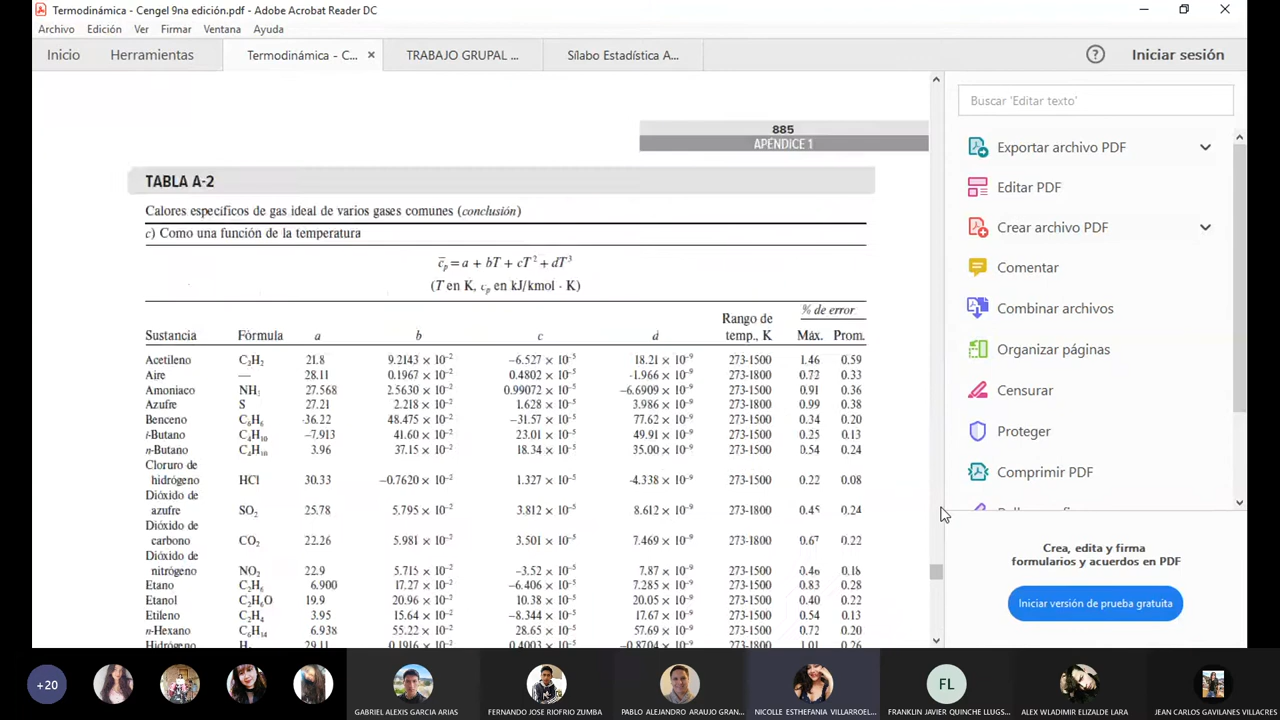 Termodinámica - Cengel 9na edición.pdf - Adobe Acrobat Reader DC
Archivo Edición Ver Firmar Ventana Ayuda
Inicio Herramientas Termodinámica - C... × TRABAJO GRUPAL ... Sílabo Estadística A... ? Iniciar sesión
885
APÉNDICE 1
TABLA A-2
Calores específicos de gas ideal de varios gases comunes (conclusión)
c) Como una función de la temperatura
c̄p = a + bT + cT² + dT³
(T en K, cp en kJ/kmol · K)
% de error
Rango de
Sustancia Fórmula a b c d temp., K Máx. Prom.
Acetileno C₂H₂ 21.8 9.2143 × 10⁻² −6.527 × 10⁻⁵ 18.21 × 10⁻⁹ 273-1500 1.46 0.59
Aire — 28.11 0.1967 × 10⁻² 0.4802 × 10⁻⁵ -1.966 × 10⁻⁹ 273-1800 0.72 0.33
Amoniaco NH₃ 27.568 2.5630 × 10⁻² 0.99072 × 10⁻⁵ −6.6909 × 10⁻⁹ 273-1500 0.91 0.36
Azufre S 27.21 2.218 × 10⁻² 1.628 × 10⁻⁵ 3.986 × 10⁻⁹ 273-1800 0.99 0.38
Benceno C₆H₆ -36.22 48.475 × 10⁻² −31.57 × 10⁻⁵ 77.62 × 10⁻⁹ 273-1500 0.34 0.20
i-Butano C₄H₁₀ −7.913 41.60 × 10⁻² 23.01 × 10⁻⁵ 49.91 × 10⁻⁹ 273-1500 0.25 0.13
n-Butano C₄H₁₀ 3.96 37.15 × 10⁻² 18.34 × 10⁻⁵ 35.00 × 10⁻⁹ 273-1500 0.54 0.24
Cloruro de
hidrógeno HCl 30.33 −0.7620 × 10⁻² 1.327 × 10⁻⁵ -4.338 × 10⁻⁹ 273-1500 0.22 0.08
Dióxido de
azufre SO₂ 25.78 5.795 × 10⁻² 3.812 × 10⁻⁵ 8.612 × 10⁻⁹ 273-1800 0.45 0.24
Dióxido de
carbono CO₂ 22.26 5.981 × 10⁻² 3.501 × 10⁻⁵ 7.469 × 10⁻⁹ 273-1800 0.67 0.22
Dióxido de
nitrógeno NO₂ 22.9 5.715 × 10⁻² −3.52 × 10⁻⁵ 7.87 × 10⁻⁹ 273-1500 0.46 0.18
Etano C₂H₆ 6.900 17.27 × 10⁻² −6.406 × 10⁻⁵ 7.285 × 10⁻⁹ 273-1500 0.83 0.28
Etanol C₂H₆O 19.9 20.96 × 10⁻² 10.38 × 10⁻⁵ 20.05 × 10⁻⁹ 273-1500 0.40 0.22
Etileno C₂H₄ 3.95 15.64 × 10⁻² −8.344 × 10⁻⁵ 17.67 × 10⁻⁹ 273-1500 0.54 0.13
n-Hexano C₆H₁₄ 6.938 55.22 × 10⁻² 28.65 × 10⁻⁵ 57.69 × 10⁻⁹ 273-1500 0.72 0.20
Hidrógeno H₂ 29.11 0.1916 × 10⁻² 0.4003 × 10⁻⁵ −0.8704 × 10⁻⁹ 273-1800 1.01 0.26
Buscar 'Editar texto'
Exportar archivo PDF
Editar PDF
Crear archivo PDF
Comentar
Combinar archivos
Organizar páginas
Censurar
Proteger
Comprimir PDF
Crea, edita y firma
formularios y acuerdos en PDF
Iniciar versión de prueba gratuita
+20 FL
GABRIEL ALEXIS GARCIA ARIAS FERNANDO JOSE RIOFRIO ZUMBA PABLO ALEJANDRO ARAUJO GRAN... NICOLLE ESTHEFANIA VILLARROEL... FRANKLIN JAVIER QUINCHE LLUGS... ALEX WLADIMIR ELIZALDE LARA JEAN CARLOS GAVILANES VILLACRES